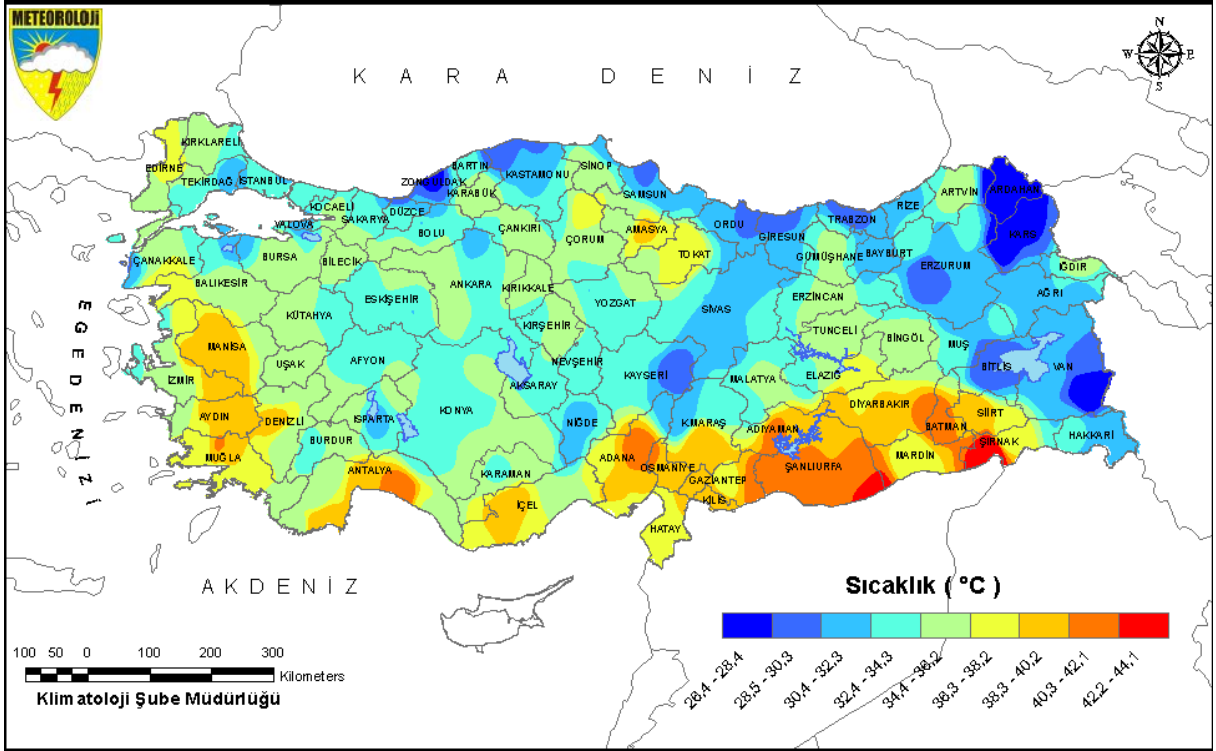 METEOROLOJİ
KARA DENİZ
N
W E
S
KIRKLARELİ
EDİRNE
TEKİRDAĞ
İSTANBUL
KOCAELİ
YALOVA
SAKARYA
DÜZCE
ZONGULDAK
BARTIN
KARABÜK
KASTAMONU
SİNOP
SAMSUN
BOLU
ÇANKIRI
ÇORUM
AMASYA
TOKAT
ORDU
GİRESUN
TRABZON
RİZE
ARTVİN
ARDAHAN
KARS
GÜMÜŞHANE
BAYBURT
ERZURUM
IĞDIR
AĞRI
ÇANAKKALE
BALIKESİR
BURSA
BİLECİK
ESKİŞEHİR
ANKARA
KIRIKKALE
YOZGAT
SİVAS
ERZİNCAN
TUNCELİ
BİNGÖL
MUŞ
BİTLİS
VAN
KÜTAHYA
MANİSA
UŞAK
AFYON
KIRŞEHİR
NEVŞEHİR
AKSARAY
KAYSERİ
MALATYA
ELAZIĞ
İZMİR
AYDIN
DENİZLİ
ISPARTA
KONYA
NİĞDE
K.MARAŞ
ADIYAMAN
DİYARBAKIR
BATMAN
SİİRT
ŞIRNAK
HAKKARİ
MUĞLA
BURDUR
ANTALYA
KARAMAN
İÇEL
ADANA
OSMANİYE
GAZİANTEP
KİLİS
ŞANLIURFA
MARDİN
HATAY
EGE DENİZİ
AKDENİZ
Sıcaklık ( °C )
26,4 - 28,4
28,5 - 30,3
30,4 - 32,3
32,4 - 34,3
34,4 - 36,2
36,3 - 38,2
38,3 - 40,2
40,3 - 42,1
42,2 - 44,1
100 50 0 100 200 300
Kilometers
Klimatoloji Şube Müdürlüğü